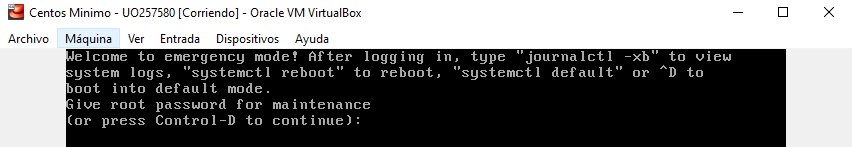 Centos Minimo - UO257580 [Corriendo] - Oracle VM VirtualBox
Archivo Máquina Ver Entrada Dispositivos Ayuda
Welcome to emergency mode! After logging in, type "journalctl -xb" to view
system logs, "systemctl reboot" to reboot, "systemctl default" or ^D to
boot into default mode.
Give root password for maintenance
(or press Control-D to continue):